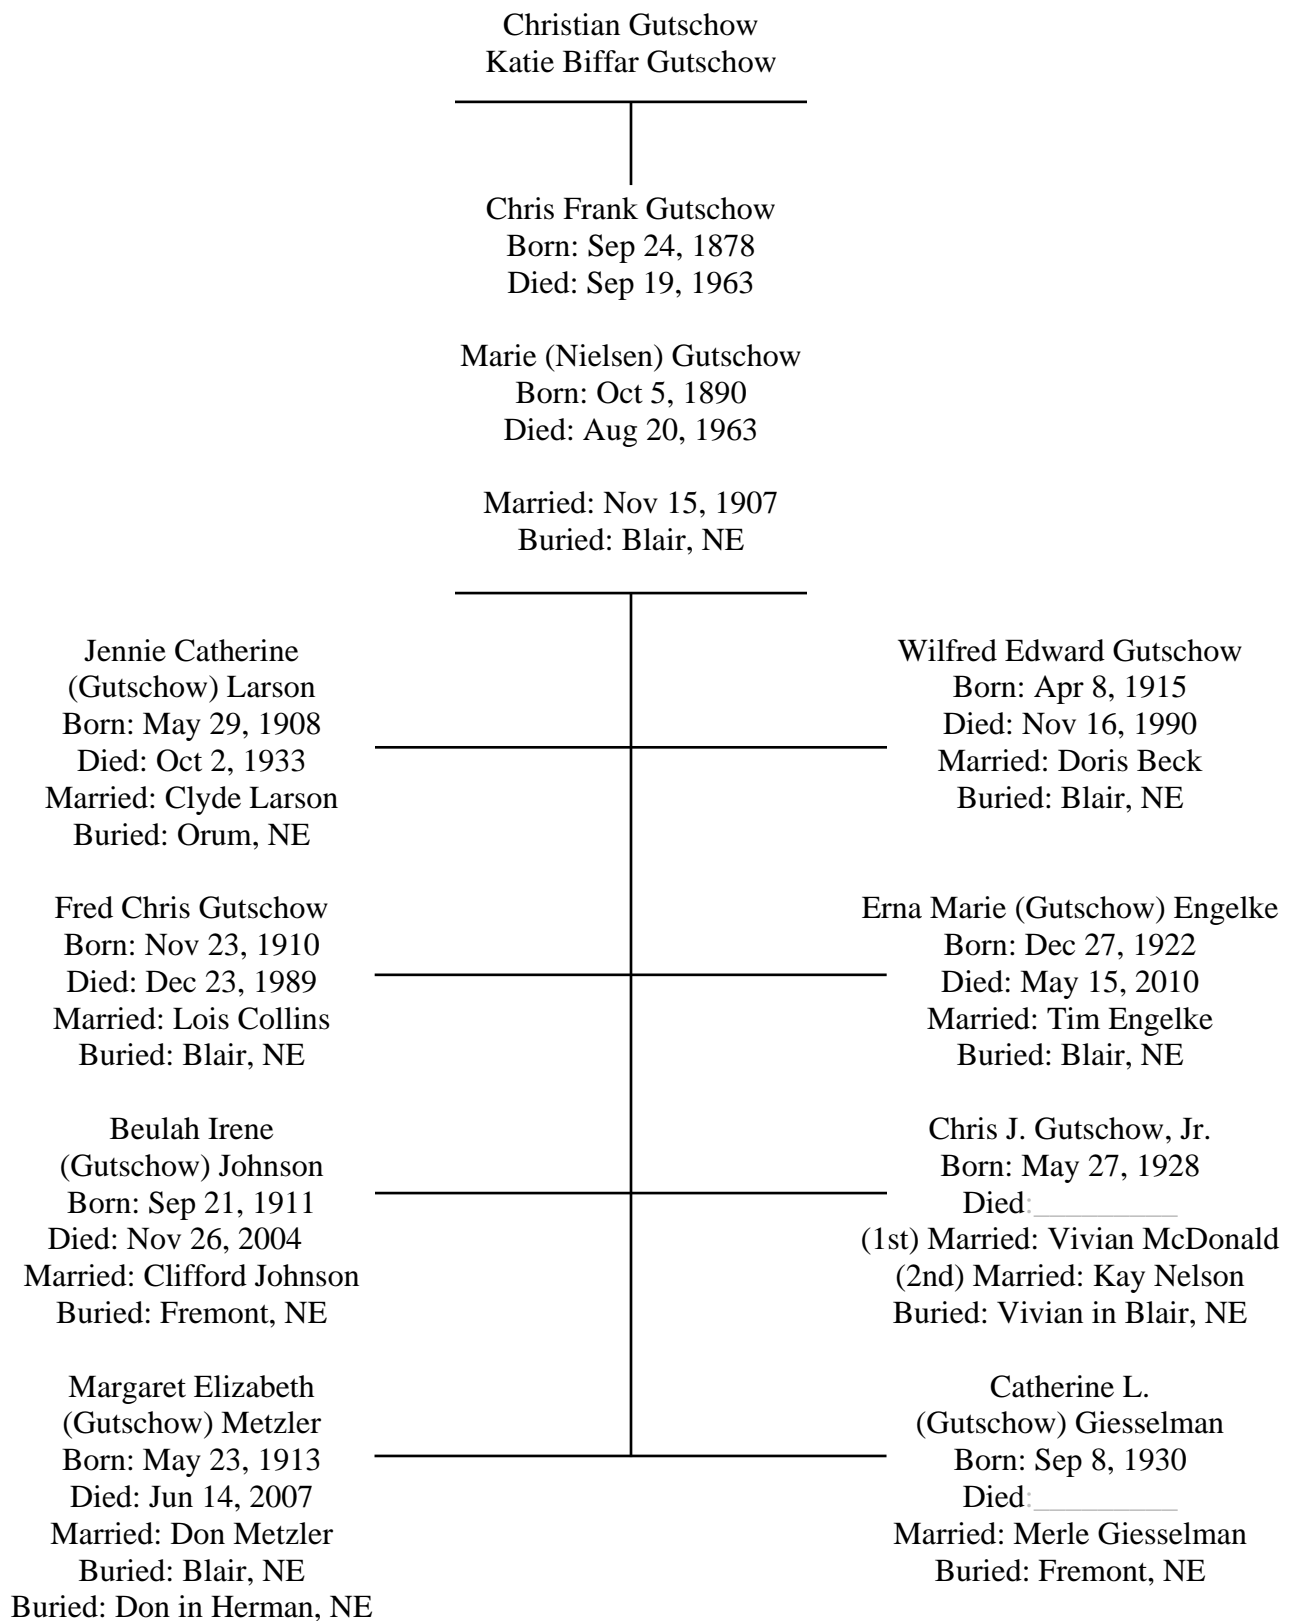 Christian Gutschow
Katie Biffar Gutschow
Chris Frank Gutschow
Born: Sep 24, 1878
Died: Sep 19, 1963
Marie (Nielsen) Gutschow
Born: Oct 5, 1890
Died: Aug 20, 1963
Married: Nov 15, 1907
Buried: Blair, NE
Jennie Catherine
(Gutschow) Larson
Born: May 29, 1908
Died: Oct 2, 1933
Married: Clyde Larson
Buried: Orum, NE
Fred Chris Gutschow
Born: Nov 23, 1910
Died: Dec 23, 1989
Married: Lois Collins
Buried: Blair, NE
Beulah Irene
(Gutschow) Johnson
Born: Sep 21, 1911
Died: Nov 26, 2004
Married: Clifford Johnson
Buried: Fremont, NE
Margaret Elizabeth
(Gutschow) Metzler
Born: May 23, 1913
Died: Jun 14, 2007
Married: Don Metzler
Buried: Blair, NE
Buried: Don in Herman, NE
Wilfred Edward Gutschow
Born: Apr 8, 1915
Died: Nov 16, 1990
Married: Doris Beck
Buried: Blair, NE
Erna Marie (Gutschow) Engelke
Born: Dec 27, 1922
Died: May 15, 2010
Married: Tim Engelke
Buried: Blair, NE
Chris J. Gutschow, Jr.
Born: May 27, 1928
Died:_________
(1st) Married: Vivian McDonald
(2nd) Married: Kay Nelson
Buried: Vivian in Blair, NE
Catherine L.
(Gutschow) Giesselman
Born: Sep 8, 1930
Died:_________
Married: Merle Giesselman
Buried: Fremont, NE